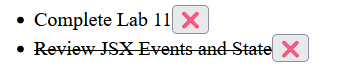 Complete Lab 11
Review JSX Events and State